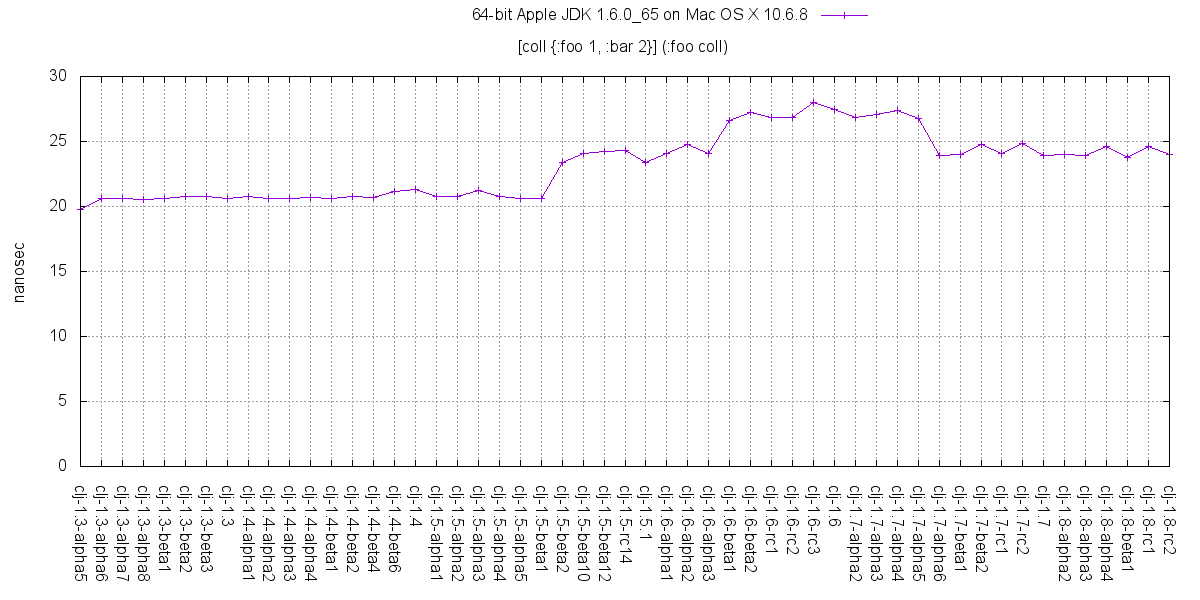 64-bit Apple JDK 1.6.0_65 on Mac OS X 10.6.8
[coll {:foo 1, :bar 2}] (:foo coll)
30
25
20
15
10
5
0
nanosec
clj-1.3-alpha5
clj-1.3-alpha6
clj-1.3-alpha7
clj-1.3-alpha8
clj-1.3-beta1
clj-1.3-beta2
clj-1.3-beta3
clj-1.3
clj-1.4-alpha1
clj-1.4-alpha2
clj-1.4-alpha3
clj-1.4-alpha4
clj-1.4-beta1
clj-1.4-beta2
clj-1.4-beta4
clj-1.4-beta6
clj-1.4
clj-1.5-alpha1
clj-1.5-alpha2
clj-1.5-alpha3
clj-1.5-alpha4
clj-1.5-alpha5
clj-1.5-beta1
clj-1.5-beta2
clj-1.5-beta10
clj-1.5-beta12
clj-1.5-rc14
clj-1.5.1
clj-1.6-alpha1
clj-1.6-alpha2
clj-1.6-alpha3
clj-1.6-beta1
clj-1.6-beta2
clj-1.6-rc1
clj-1.6-rc2
clj-1.6-rc3
clj-1.6
clj-1.7-alpha2
clj-1.7-alpha3
clj-1.7-alpha4
clj-1.7-alpha5
clj-1.7-alpha6
clj-1.7-beta1
clj-1.7-beta2
clj-1.7-rc1
clj-1.7-rc2
clj-1.7
clj-1.8-alpha2
clj-1.8-alpha3
clj-1.8-alpha4
clj-1.8-beta1
clj-1.8-rc1
clj-1.8-rc2